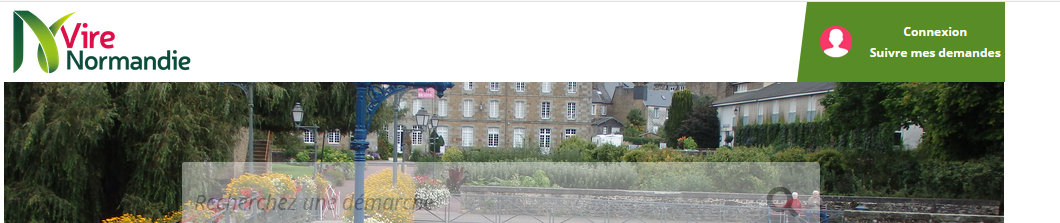 Vire
Normandie
Connexion
Suivre mes demandes
Recherchez une démarche